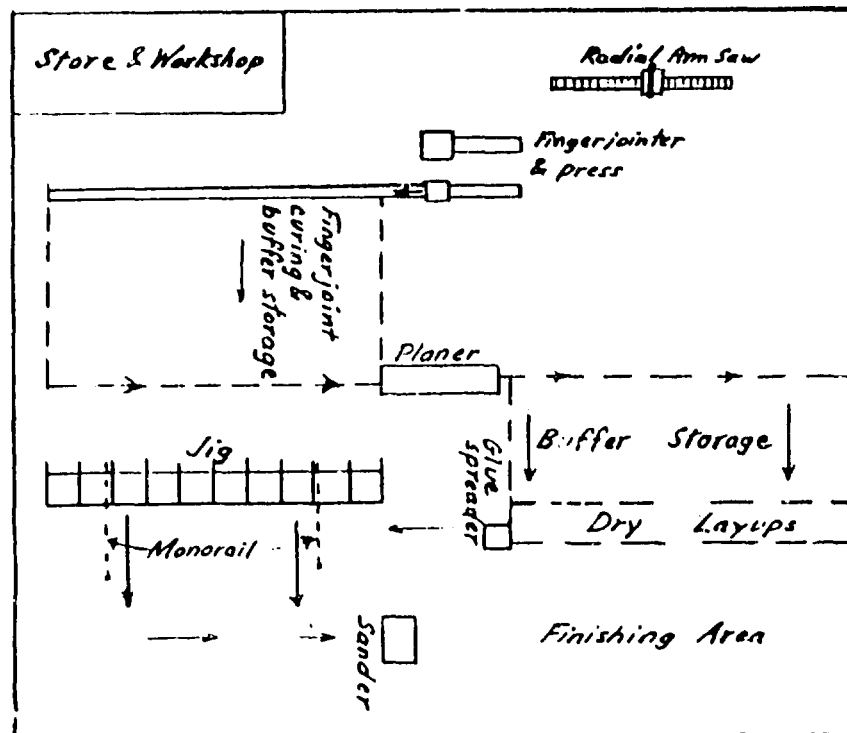 Store & Workshop
Radial Arm Saw
Fingerjointer
& press
Fingerjoint
curing &
buffer storage
Planer
Buffer Storage
Jig
Glue
spreader
Dry Layups
Monorail
Sander
Finishing Area